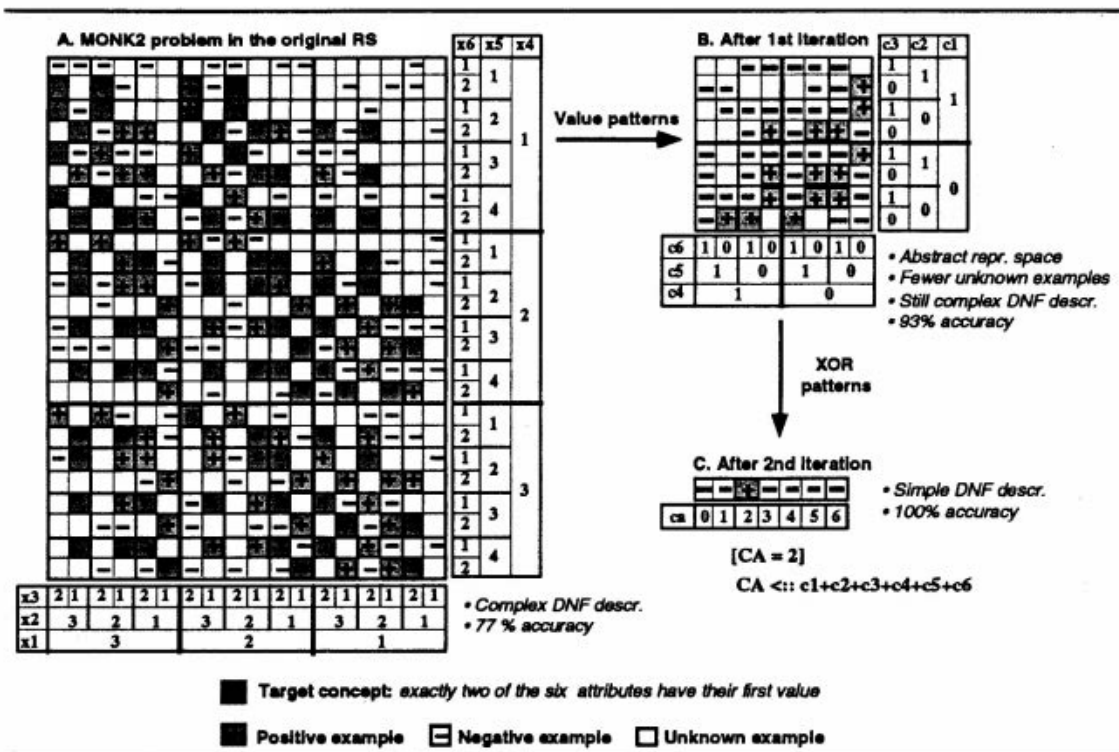 A. MONK2 problem in the original RS
x6 x5 x4
1
2
1
1
2
2
1
2
3
1
2
4
1
1
2
1
1
2
2
1
2
3
1
2
4
2
1
2
1
1
2
2
1
2
3
1
2
4
3
x3 2 1 2 1 2 1 2 1 2 1 2 1 2 1 2 1 2 1
x2 3 2 1 3 2 1 3 2 1
x1 3 2 1
• Complex DNF descr.
• 77 % accuracy
Value patterns
B. After 1st iteration
c3 c2 c1
1
0
1
1
0
0
1
1
0
1
1
0
0
0
c6 1 0 1 0 1 0 1 0
c5 1 0 1 0
c4 1 0
• Abstract repr. space
• Fewer unknown examples
• Still complex DNF descr.
• 93% accuracy
XOR
patterns
C. After 2nd iteration
ca 0 1 2 3 4 5 6
• Simple DNF descr.
• 100% accuracy
[CA = 2]
CA <:: c1+c2+c3+c4+c5+c6
Target concept: exactly two of the six attributes have their first value
Positive example Negative example Unknown example